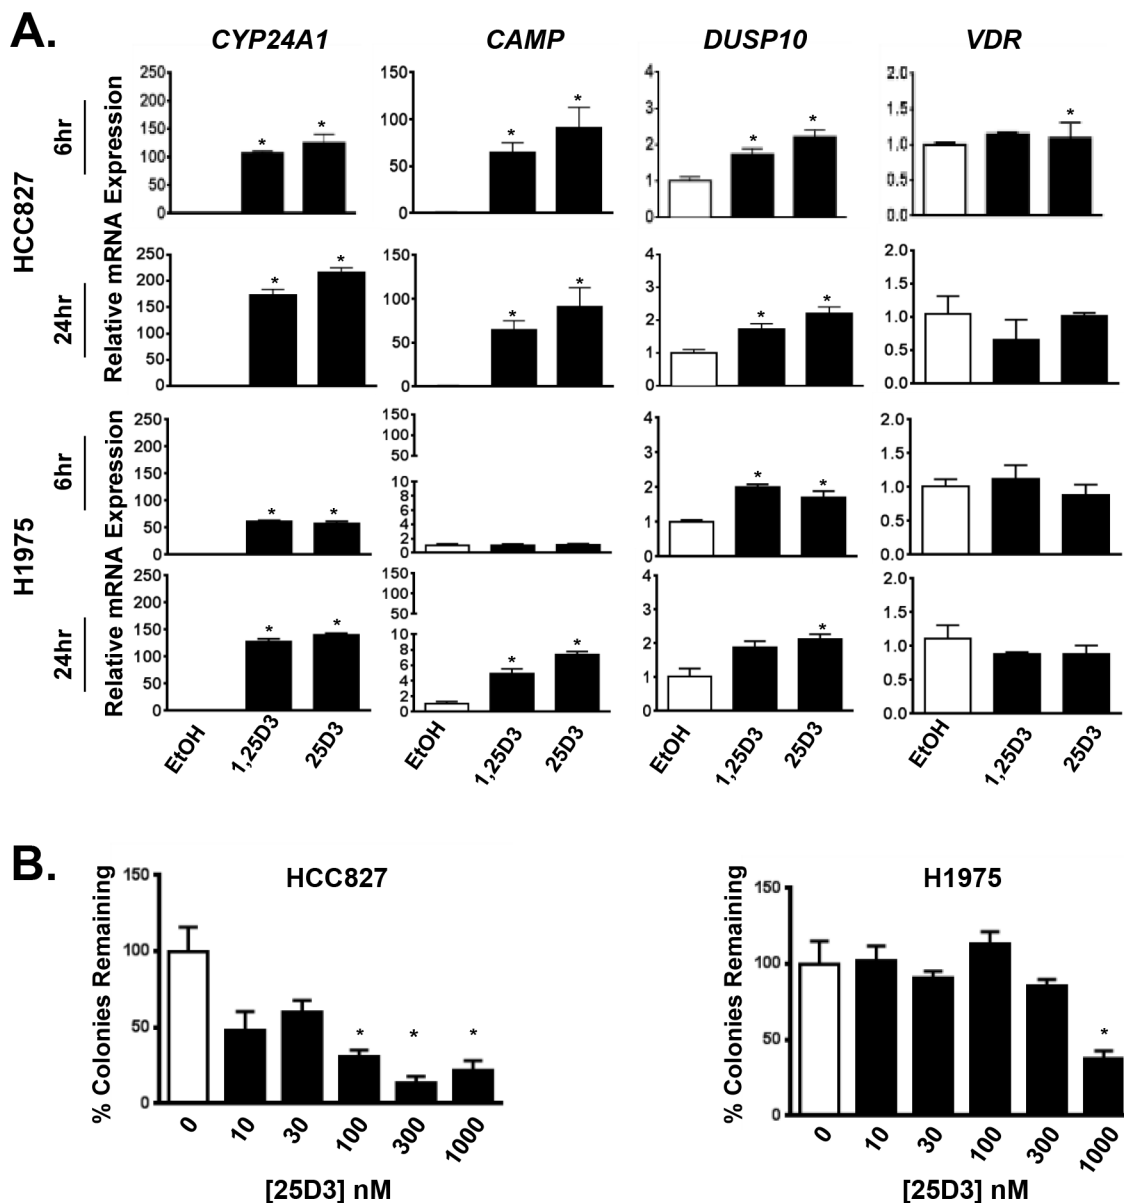 A.
CYP24A1 CAMP DUSP10 VDR
HCC827
6hr
Relative mRNA Expression
250 200 150 100 50 0
* *
150 100 50 0
* *
4 3 2 1 0
* *
2.0 1.5 1.0 0.5 0.0
*
24hr
250 200 150 100 50 0
* *
150 100 50 0
* *
4 3 2 1 0
* *
2.0 1.5 1.0 0.5 0.0
H1975
6hr
Relative mRNA Expression
250 200 150 100 50 0
* *
150 100 50
10 8 6 4 2 0
4 3 2 1 0
* *
2.0 1.5 1.0 0.5 0.0
24hr
250 200 150 100 50 0
* *
150 100 50
10 8 6 4 2 0
* *
4 3 2 1 0
*
2.0 1.5 1.0 0.5 0.0
EtOH 1,25D3 25D3
EtOH 1,25D3 25D3
EtOH 1,25D3 25D3
EtOH 1,25D3 25D3
B.
HCC827
% Colonies Remaining
150 100 50 0
* * *
0 10 30 100 300 1000
[25D3] nM
H1975
% Colonies Remaining
150 100 50 0
*
0 10 30 100 300 1000
[25D3] nM